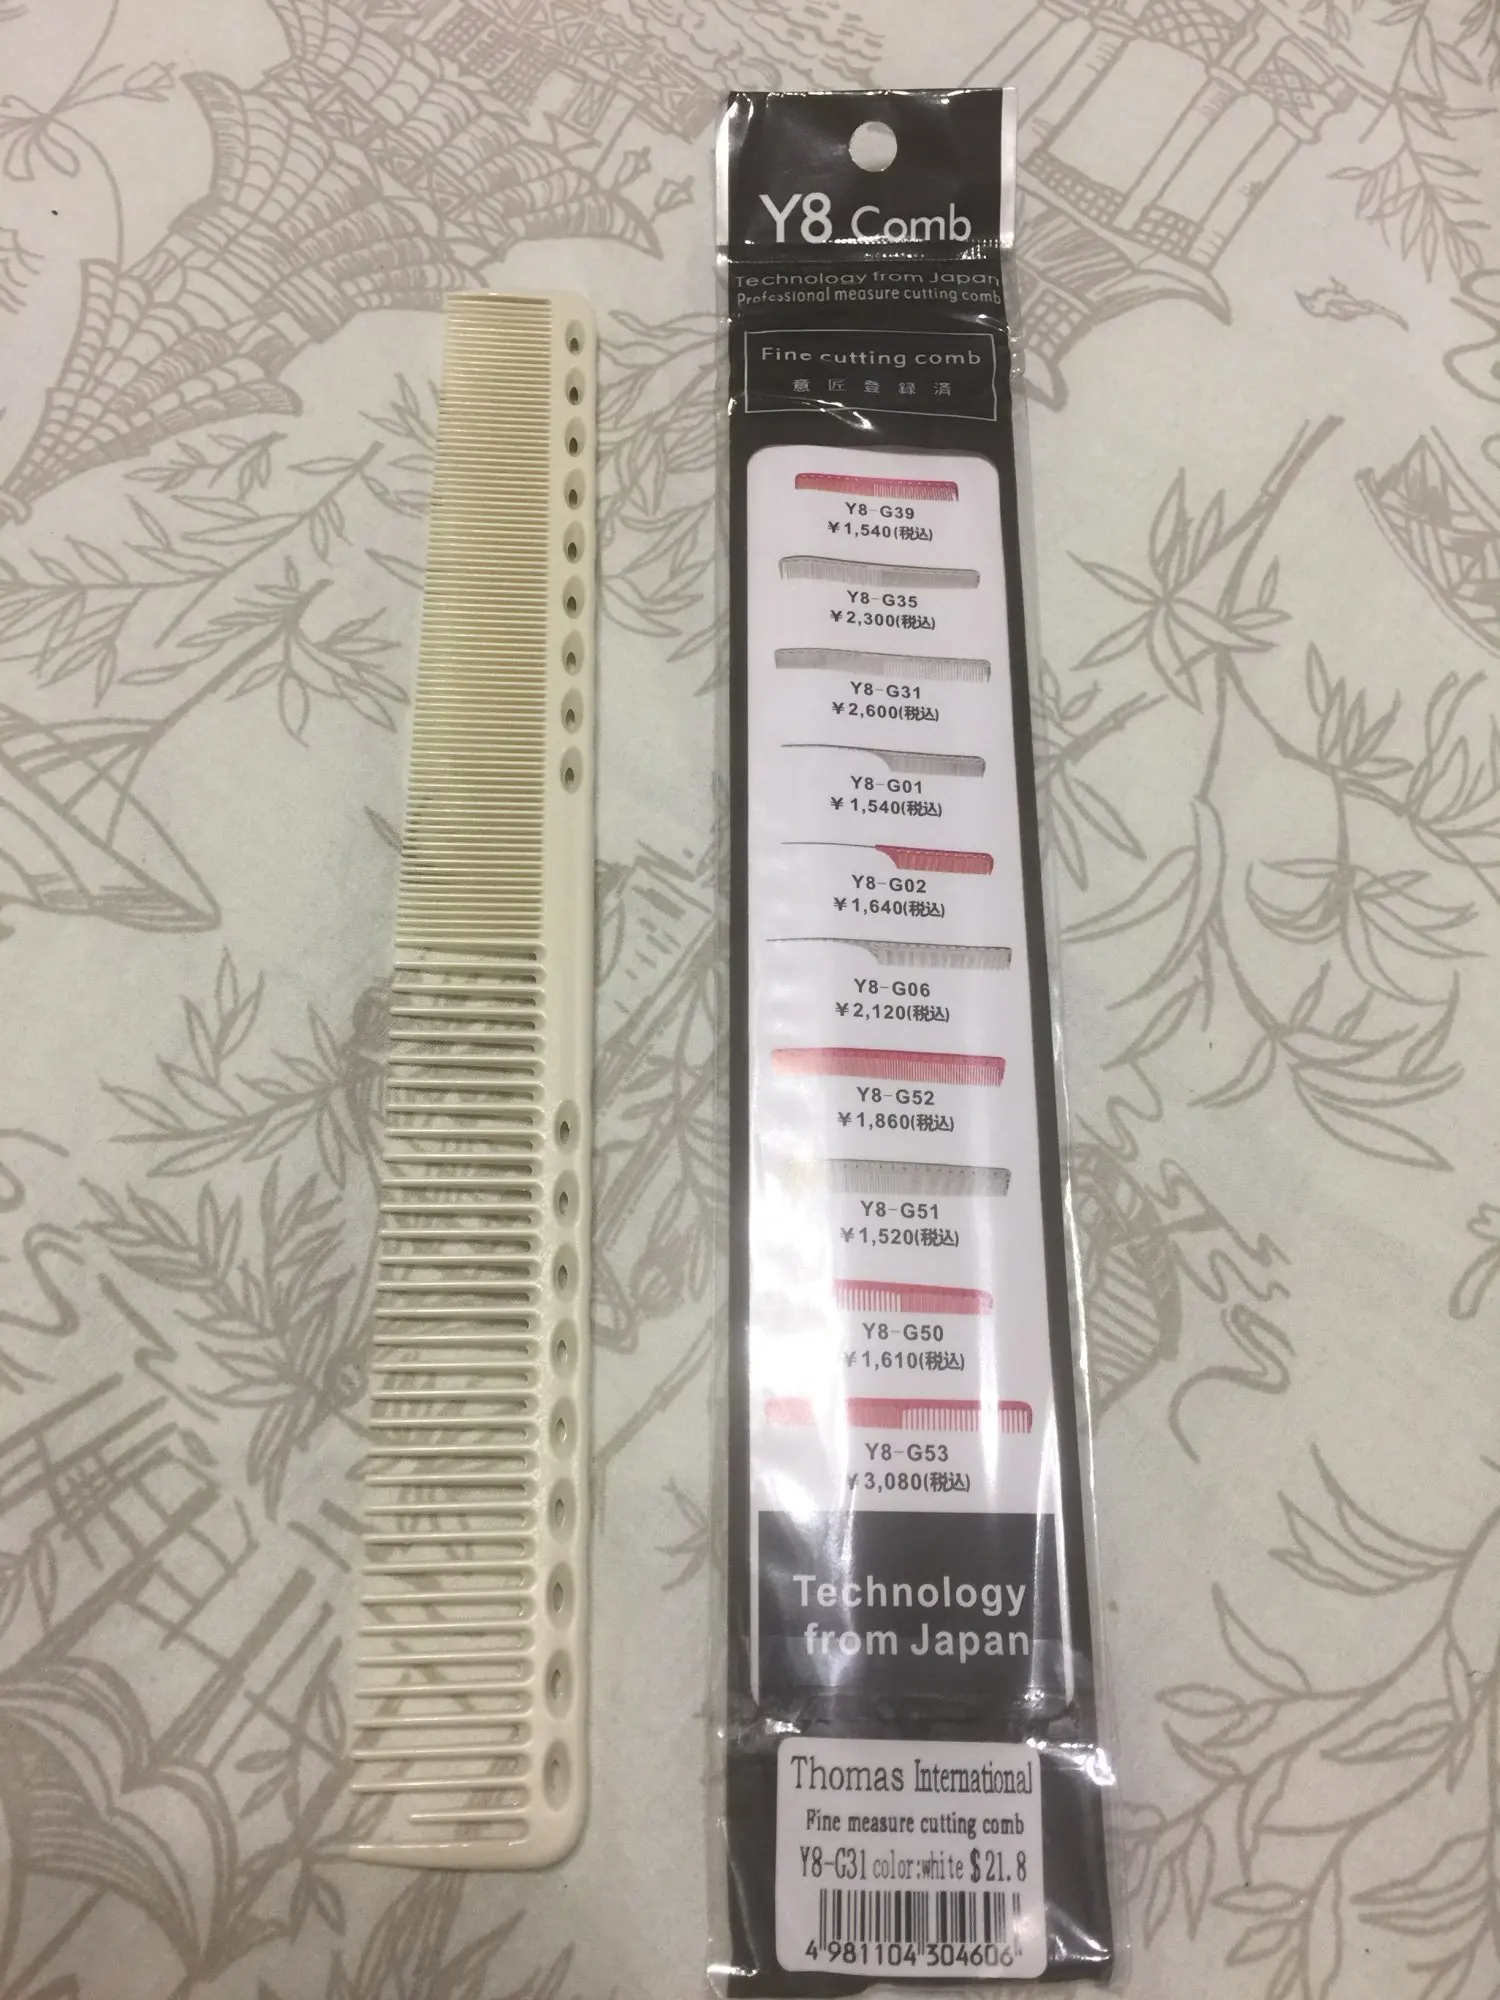 Y8 Comb
Technology from Japan
Professional measure cutting comb
Fine cutting comb
意匠登録済
Y8-G39
¥1,540(税込)
Y8-G35
¥2,300(税込)
Y8-G31
¥2,600(税込)
Y8-G01
¥1,540(税込)
Y8-G02
¥1,640(税込)
Y8-G06
¥2,120(税込)
Y8-G52
¥1,860(税込)
Y8-G51
¥1,520(税込)
Y8-G50
¥1,610(税込)
Y8-G53
¥3,080(税込)
Technology
from Japan
Thomas International
Fine measure cutting comb
Y8-G31 color:white $21.8
4981104304606